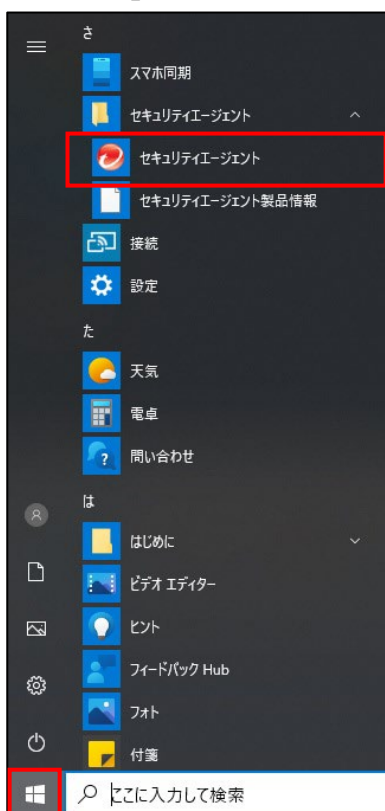 さ
スマホ同期
セキュリティエージェント
セキュリティエージェント
セキュリティエージェント製品情報
接続
設定
た
天気
電卓
問い合わせ
は
はじめに
ビデオ エディター
ヒント
フィードバック Hub
フォト
付箋
ここに入力して検索